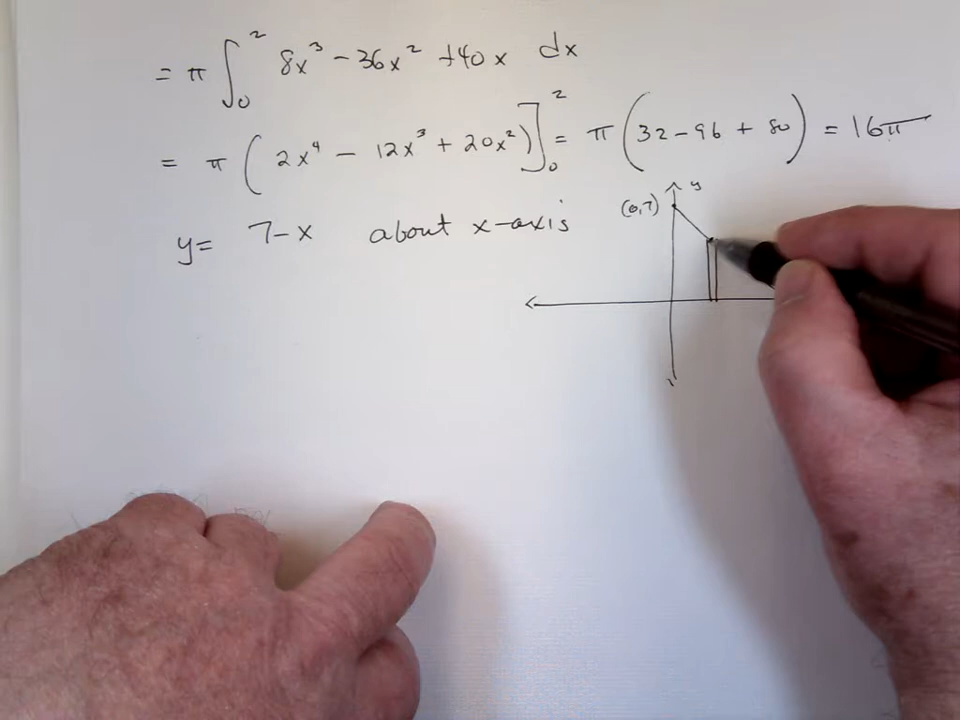 = π ∫₀² 8x³ - 36x² + 40x dx
= π ( 2x⁴ - 12x³ + 20x² ) ]₀² = π ( 32 - 96 + 80 ) = 16π
y = 7 - x about x-axis
(0,7) y